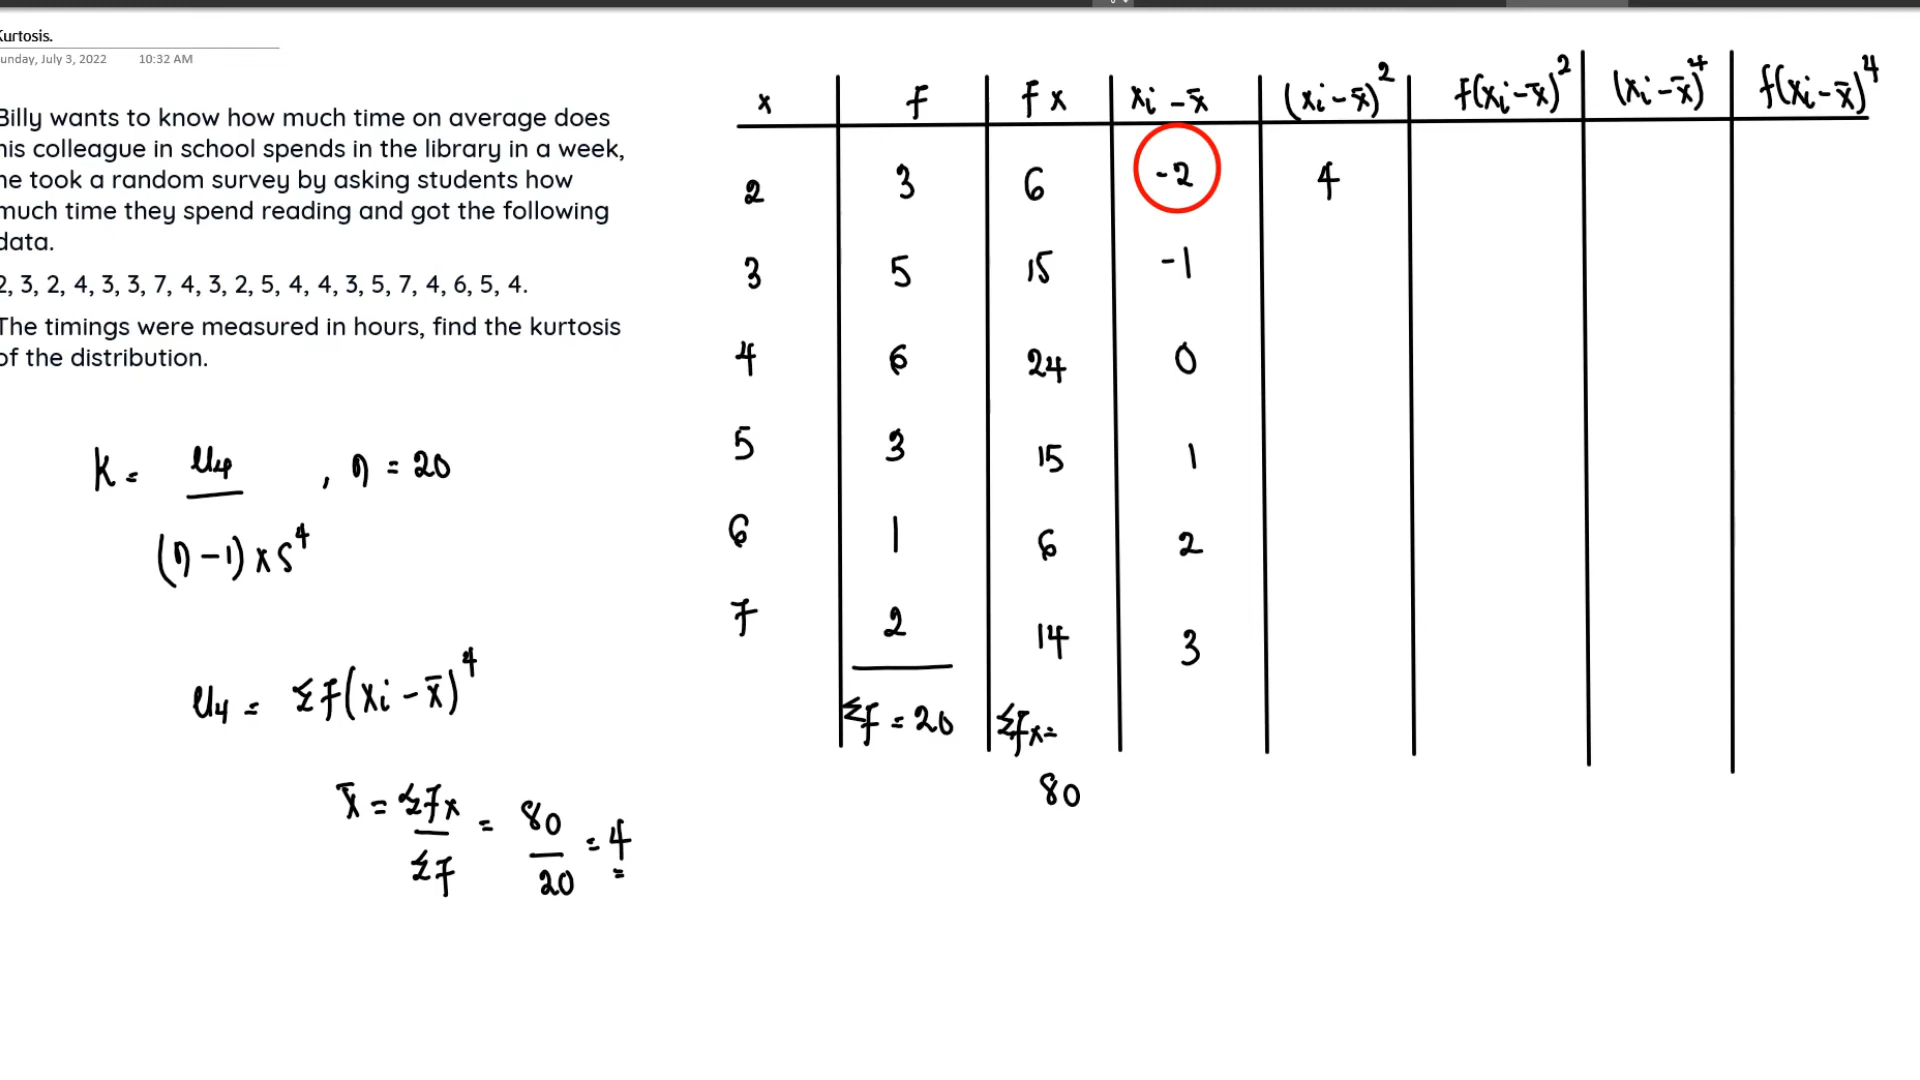 urtosis.
unday, July 3, 2022 10:32 AM
Billy wants to know how much time on average does
his colleague in school spends in the library in a week,
he took a random survey by asking students how
much time they spend reading and got the following
data.
2, 3, 2, 4, 3, 3, 7, 4, 3, 2, 5, 4, 4, 3, 5, 7, 4, 6, 5, 4.
The timings were measured in hours, find the kurtosis
of the distribution.
K = u4 / (n-1) x S^4 , n = 20
u4 = Σf(xi - x̄)^4
x̄ = Σfx / Σf = 80 / 20 = 4
x f fx xi - x̄ (xi - x̄)^2 f(xi - x̄)^2 (xi - x̄)^4 f(xi - x̄)^4
2 3 6 -2 4
3 5 15 -1
4 6 24 0
5 3 15 1
6 1 6 2
7 2 14 3
Σf = 20 Σfx =
80